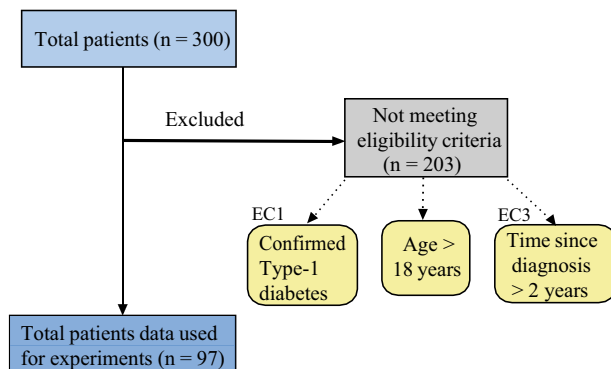 Total patients (n = 300)
Excluded
Not meeting
eligibility criteria
(n = 203)
EC1
Confirmed
Type-1
diabetes
Age >
18 years
EC3
Time since
diagnosis
> 2 years
Total patients data used
for experiments (n = 97)